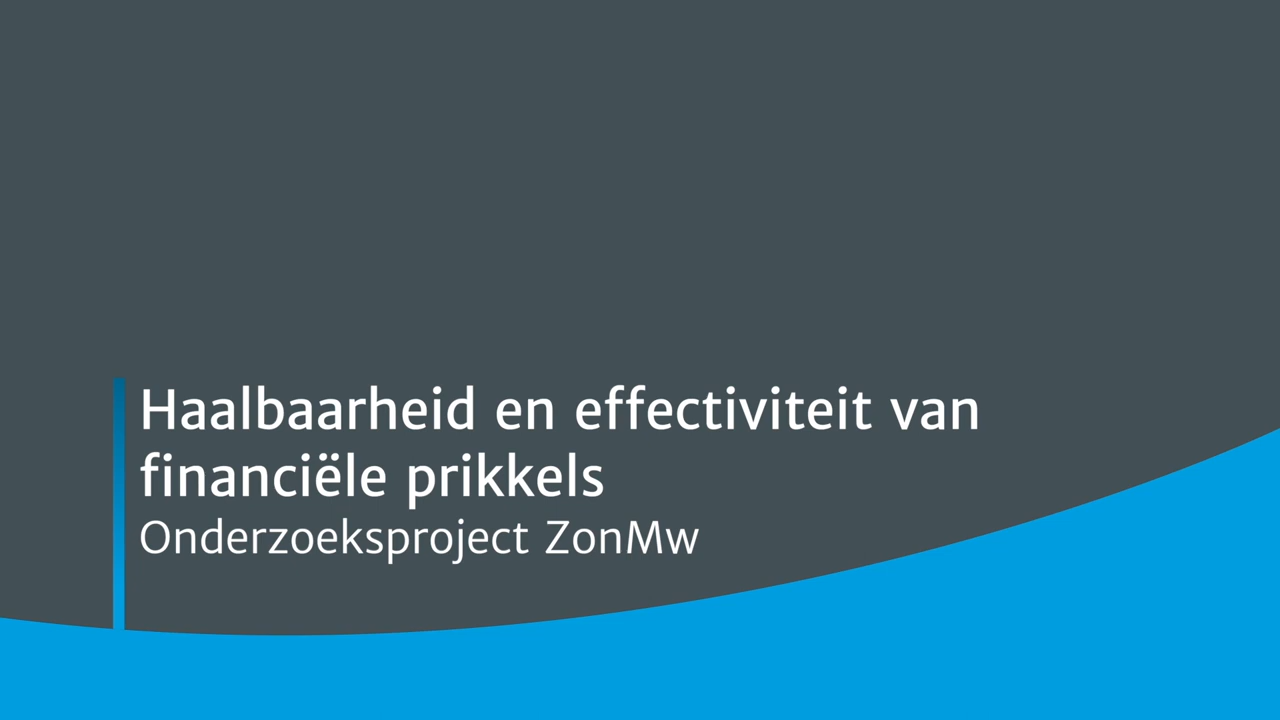 Haalbaarheid en effectiviteit van
financiële prikkels
Onderzoeksproject ZonMw